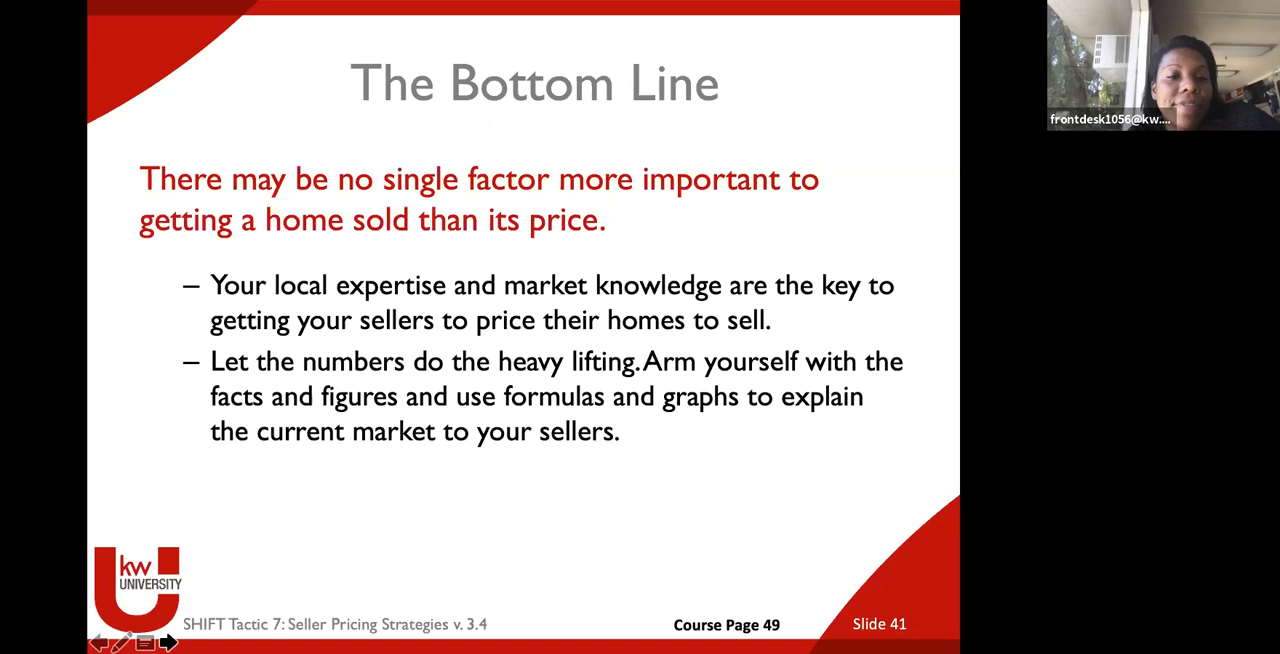 The Bottom Line
frontdesk1056@kw....
There may be no single factor more important to
getting a home sold than its price.
– Your local expertise and market knowledge are the key to
getting your sellers to price their homes to sell.
– Let the numbers do the heavy lifting. Arm yourself with the
facts and figures and use formulas and graphs to explain
the current market to your sellers.
kw
UNIVERSITY
SHIFT Tactic 7: Seller Pricing Strategies v. 3.4
Course Page 49
Slide 41